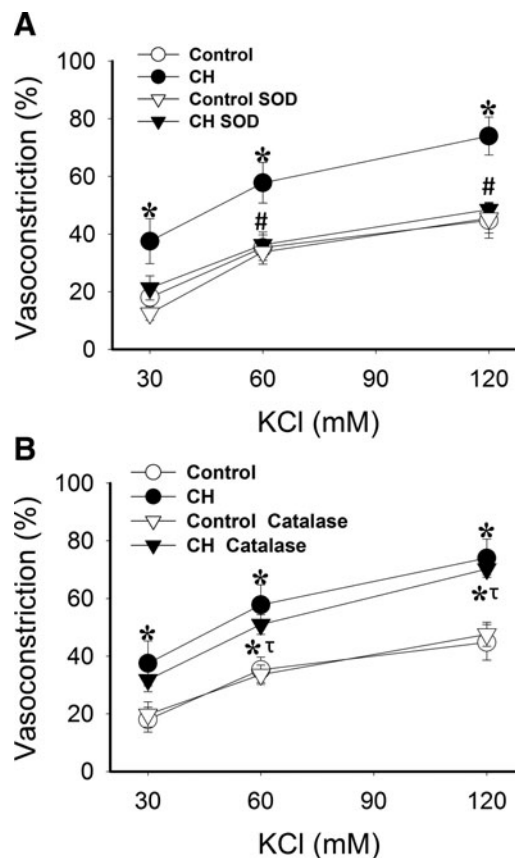 A
Control
CH
Control SOD
CH SOD
100
80
60
40
20
0
Vasoconstriction (%)
*
*
*
#
#
30
60
90
120
KCl (mM)
B
Control
CH
Control Catalase
CH Catalase
100
80
60
40
20
0
Vasoconstriction (%)
*
*
*
*τ
*τ
30
60
90
120
KCl (mM)